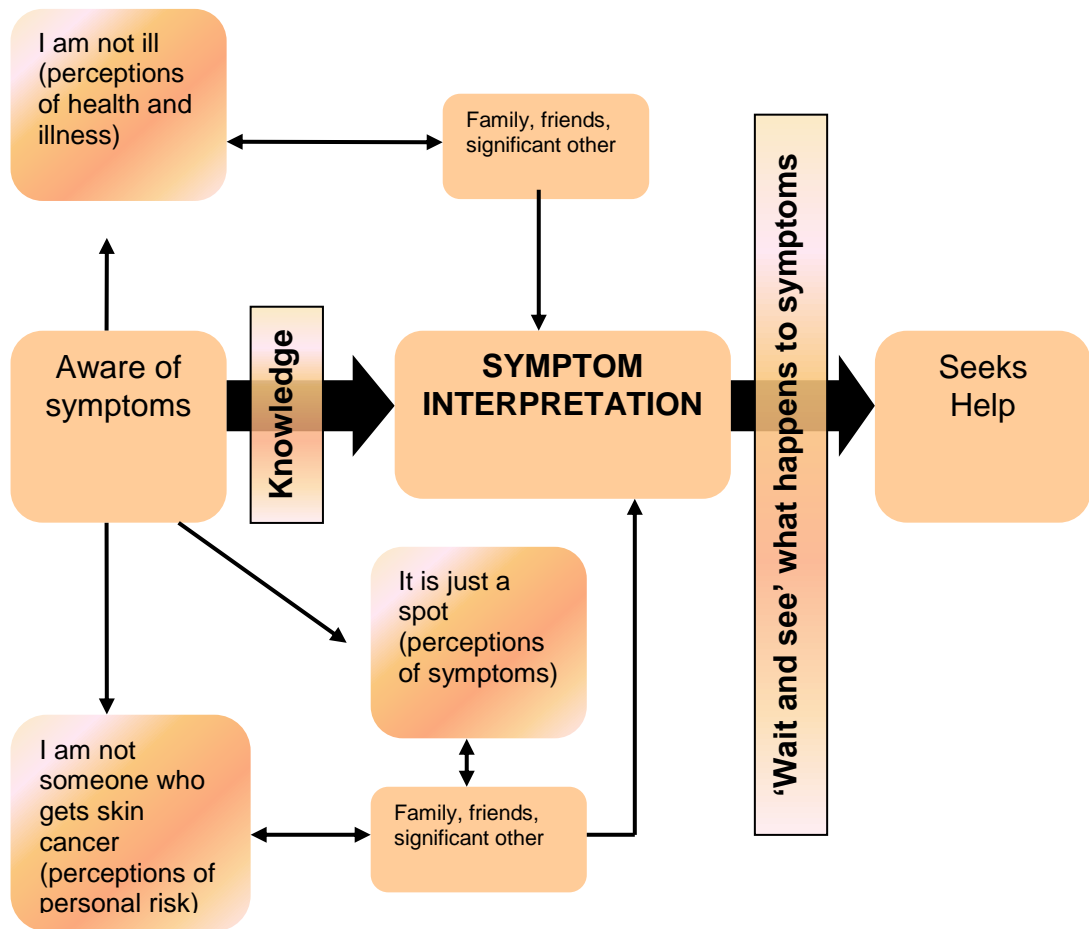 I am not ill
(perceptions
of health and
illness)
Family, friends,
significant other
Aware of
symptoms
Knowledge
SYMPTOM
INTERPRETATION
'Wait and see' what happens to symptoms
Seeks
Help
It is just a
spot
(perceptions
of symptoms)
I am not
someone who
gets skin
cancer
(perceptions of
personal risk)
Family, friends,
significant other